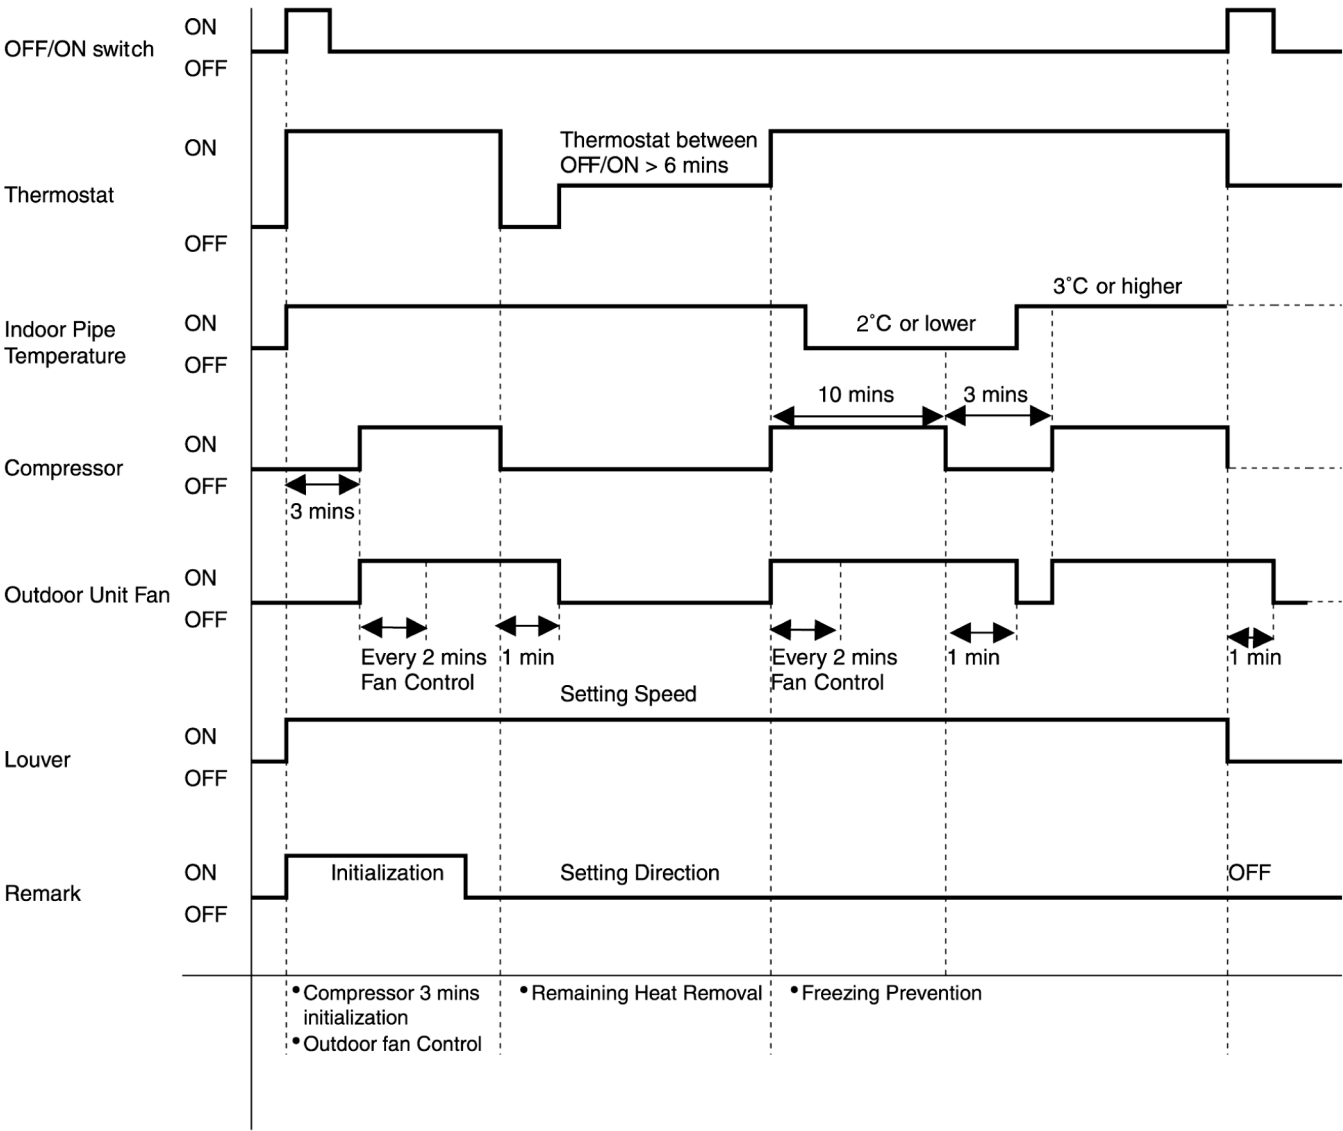 OFF/ON switch
ON
OFF
Thermostat
ON
OFF
Thermostat between
OFF/ON > 6 mins
Indoor Pipe
Temperature
ON
OFF
2°C or lower
3°C or higher
Compressor
ON
OFF
3 mins
10 mins
3 mins
Outdoor Unit Fan
ON
OFF
Every 2 mins
Fan Control
1 min
Every 2 mins
Fan Control
1 min
1 min
Setting Speed
Louver
ON
OFF
Remark
ON
OFF
Initialization
Setting Direction
OFF
• Compressor 3 mins
initialization
• Outdoor fan Control
• Remaining Heat Removal
• Freezing Prevention